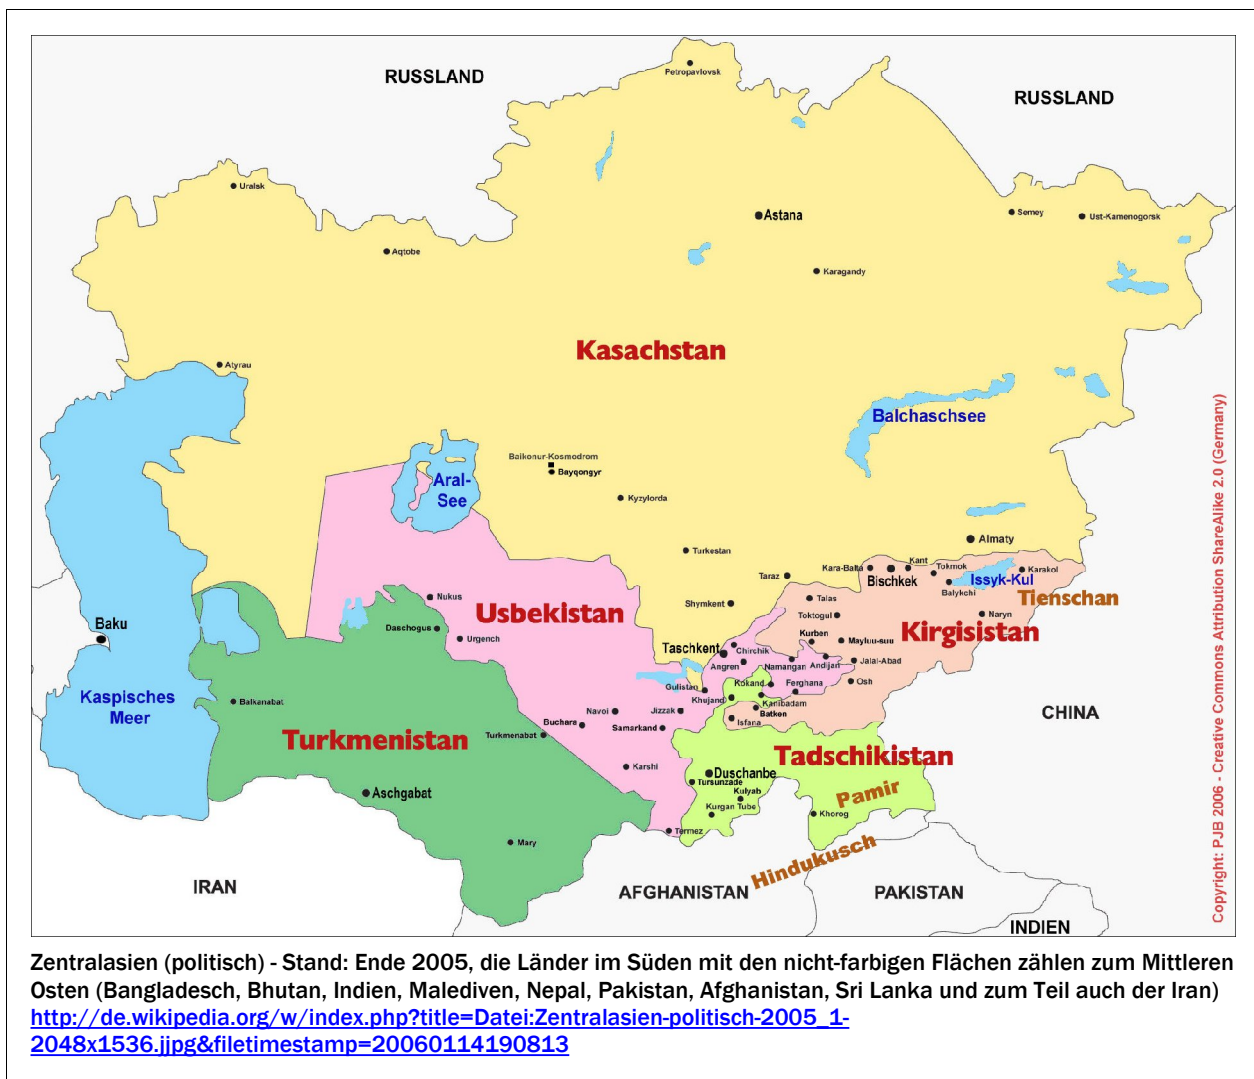 RUSSLAND
Petropavlovsk
RUSSLAND
Uralsk
Astana
Semey
Ust-Kamenogorsk
Aqtobe
Karagandy
Kasachstan
Atyrau
Balchaschsee
Baikonur-Kosmodrom
Bayqongyr
Aral-
See
Kyzylorda
Almaty
Turkestan
Kara-Balta
Kant
Tokmok
Karakol
Taraz
Bischkek
Issyk-Kul
Balykchi
Tienschan
Nukus
Usbekistan
Shymkent
Talas
Toktogul
Naryn
Daschogus
Urgench
Kurben
Mayluu-suu
Kirgisistan
Baku
Taschkent
Chirchik
Angren
Namangan
Andijan
Jalal-Abad
Kaspisches
Meer
Gulistan
Kokand
Ferghana
Osh
Khujand
Kanibadam
Balkanabat
Navoi
Jizzak
Batken
Isfana
CHINA
Buchara
Samarkand
Turkmenistan
Turkmenabat
Tadschikistan
Karshi
Duschanbe
Tursunzade
Aschgabat
Kulyab
Pamir
Kurgan Tube
Khorog
Termez
Mary
Hindukusch
IRAN
AFGHANISTAN
PAKISTAN
INDIEN
Copyright: PJB 2006 - Creative Commons Attribution ShareAlike 2.0 (Germany)
Zentralasien (politisch) - Stand: Ende 2005, die Länder im Süden mit den nicht-farbigen Flächen zählen zum Mittleren
Osten (Bangladesch, Bhutan, Indien, Malediven, Nepal, Pakistan, Afghanistan, Sri Lanka und zum Teil auch der Iran)
http://de.wikipedia.org/w/index.php?title=Datei:Zentralasien-politisch-2005_1-
2048x1536.jjpg&filetimestamp=20060114190813